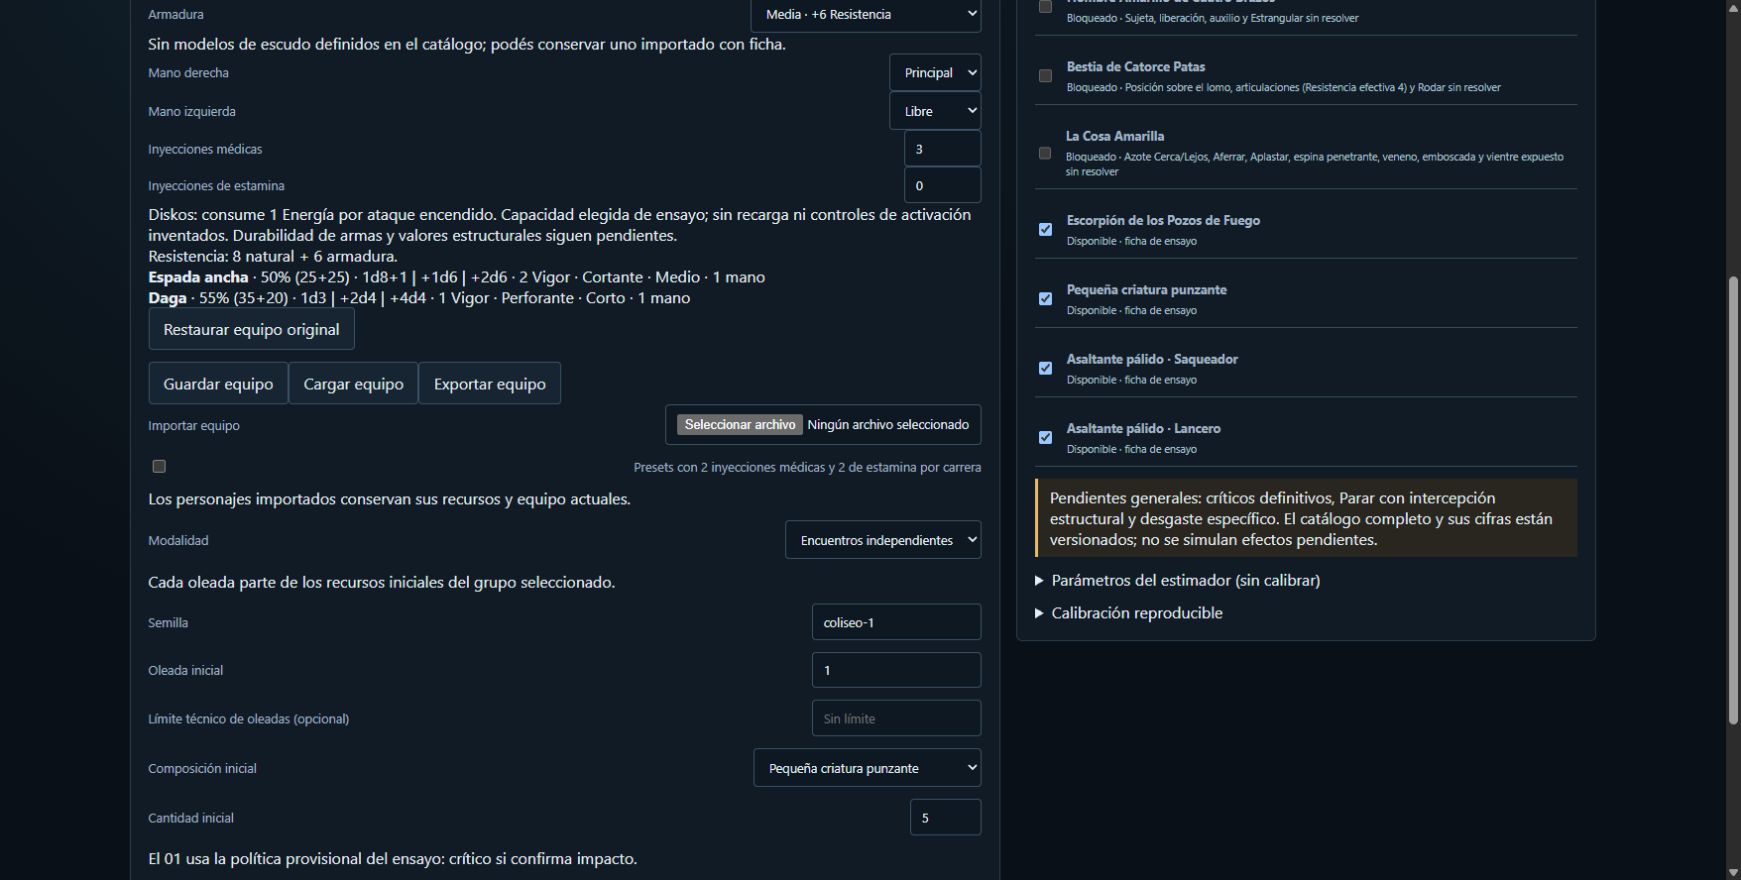 Armadura
Media · +6 Resistencia
Sin modelos de escudo definidos en el catálogo; podés conservar uno importado con ficha.
Mano derecha
Principal
Mano izquierda
Libre
Inyecciones médicas
3
Inyecciones de estamina
0
Diskos: consume 1 Energía por ataque encendido. Capacidad elegida de ensayo; sin recarga ni controles de activación
inventados. Durabilidad de armas y valores estructurales siguen pendientes.
Resistencia: 8 natural + 6 armadura.
Espada ancha · 50% (25+25) · 1d8+1 | +1d6 | +2d6 · 2 Vigor · Cortante · Medio · 1 mano
Daga · 55% (35+20) · 1d3 | +2d4 | +4d4 · 1 Vigor · Perforante · Corto · 1 mano
Restaurar equipo original
Guardar equipo
Cargar equipo
Exportar equipo
Importar equipo
Seleccionar archivo
Ningún archivo seleccionado
Presets con 2 inyecciones médicas y 2 de estamina por carrera
Los personajes importados conservan sus recursos y equipo actuales.
Modalidad
Encuentros independientes
Cada oleada parte de los recursos iniciales del grupo seleccionado.
Semilla
coliseo-1
Oleada inicial
1
Límite técnico de oleadas (opcional)
Sin límite
Composición inicial
Pequeña criatura punzante
Cantidad inicial
5
El 01 usa la política provisional del ensayo: crítico si confirma impacto.
Hombre Amarillo de Cuatro Brazos
Bloqueado · Sujeta, liberación, auxilio y Estrangular sin resolver
Bestia de Catorce Patas
Bloqueado · Posición sobre el lomo, articulaciones (Resistencia efectiva 4) y Rodar sin resolver
La Cosa Amarilla
Bloqueado · Azote Cerca/Lejos, Aferrar, Aplastar, espina penetrante, veneno, emboscada y vientre expuesto
sin resolver
Escorpión de los Pozos de Fuego
Disponible · ficha de ensayo
Pequeña criatura punzante
Disponible · ficha de ensayo
Asaltante pálido · Saqueador
Disponible · ficha de ensayo
Asaltante pálido · Lancero
Disponible · ficha de ensayo
Pendientes generales: críticos definitivos, Parar con intercepción
estructural y desgaste específico. El catálogo completo y sus cifras están
versionados; no se simulan efectos pendientes.
Parámetros del estimador (sin calibrar)
Calibración reproducible